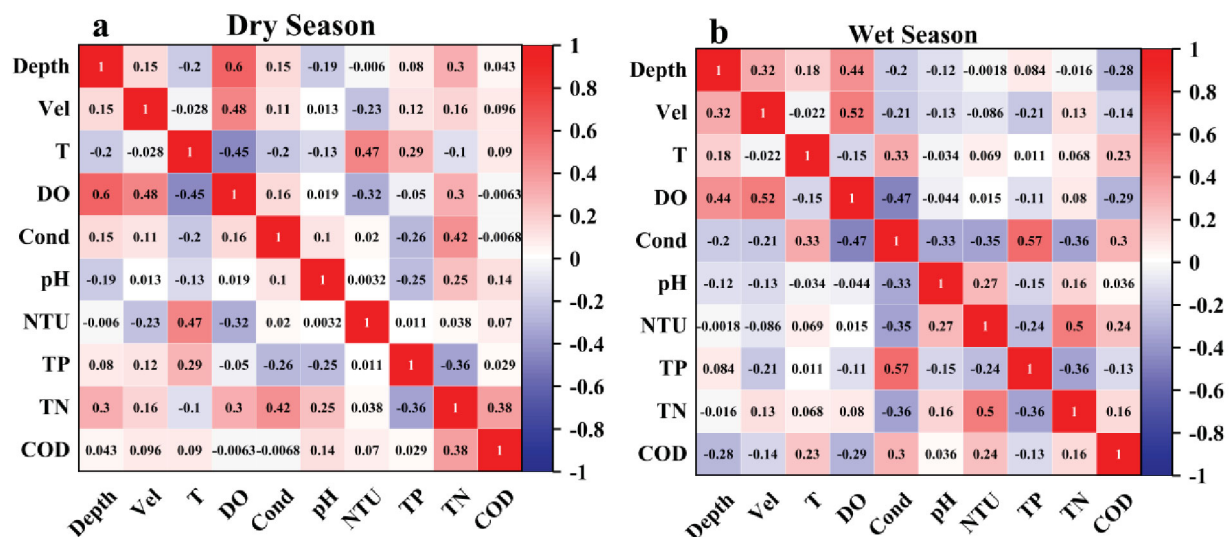 a Dry Season
Depth 1 0.15 -0.2 0.6 0.15 -0.19 -0.006 0.08 0.3 0.043
Vel 0.15 1 -0.028 0.48 0.11 0.013 -0.23 0.12 0.16 0.096
T -0.2 -0.028 1 -0.45 -0.2 -0.13 0.47 0.29 -0.1 0.09
DO 0.6 0.48 -0.45 1 0.16 0.019 -0.32 -0.05 0.3 -0.0063
Cond 0.15 0.11 -0.2 0.16 1 0.1 0.02 -0.26 0.42 -0.0068
pH -0.19 0.013 -0.13 0.019 0.1 1 0.0032 -0.25 0.25 0.14
NTU -0.006 -0.23 0.47 -0.32 0.02 0.0032 1 0.011 0.038 0.07
TP 0.08 0.12 0.29 -0.05 -0.26 -0.25 0.011 1 -0.36 0.029
TN 0.3 0.16 -0.1 0.3 0.42 0.25 0.038 -0.36 1 0.38
COD 0.043 0.096 0.09 -0.0063 -0.0068 0.14 0.07 0.029 0.38 1
Depth Vel T DO Cond pH NTU TP TN COD
1
0.8
0.6
0.4
0.2
0
-0.2
-0.4
-0.6
-0.8
-1
b Wet Season
Depth 1 0.32 0.18 0.44 -0.2 -0.12 -0.0018 0.084 -0.016 -0.28
Vel 0.32 1 -0.022 0.52 -0.21 -0.13 -0.086 -0.21 0.13 -0.14
T 0.18 -0.022 1 -0.15 0.33 -0.034 0.069 0.011 0.068 0.23
DO 0.44 0.52 -0.15 1 -0.47 -0.044 0.015 -0.11 0.08 -0.29
Cond -0.2 -0.21 0.33 -0.47 1 -0.33 -0.35 0.57 -0.36 0.3
pH -0.12 -0.13 -0.034 -0.044 -0.33 1 0.27 -0.15 0.16 0.036
NTU -0.0018 -0.086 0.069 0.015 -0.35 0.27 1 -0.24 0.5 0.24
TP 0.084 -0.21 0.011 -0.11 0.57 -0.15 -0.24 1 -0.36 -0.13
TN -0.016 0.13 0.068 0.08 -0.36 0.16 0.5 -0.36 1 0.16
COD -0.28 -0.14 0.23 -0.29 0.3 0.036 0.24 -0.13 0.16 1
Depth Vel T DO Cond pH NTU TP TN COD
1
0.8
0.6
0.4
0.2
0
-0.2
-0.4
-0.6
-0.8
-1